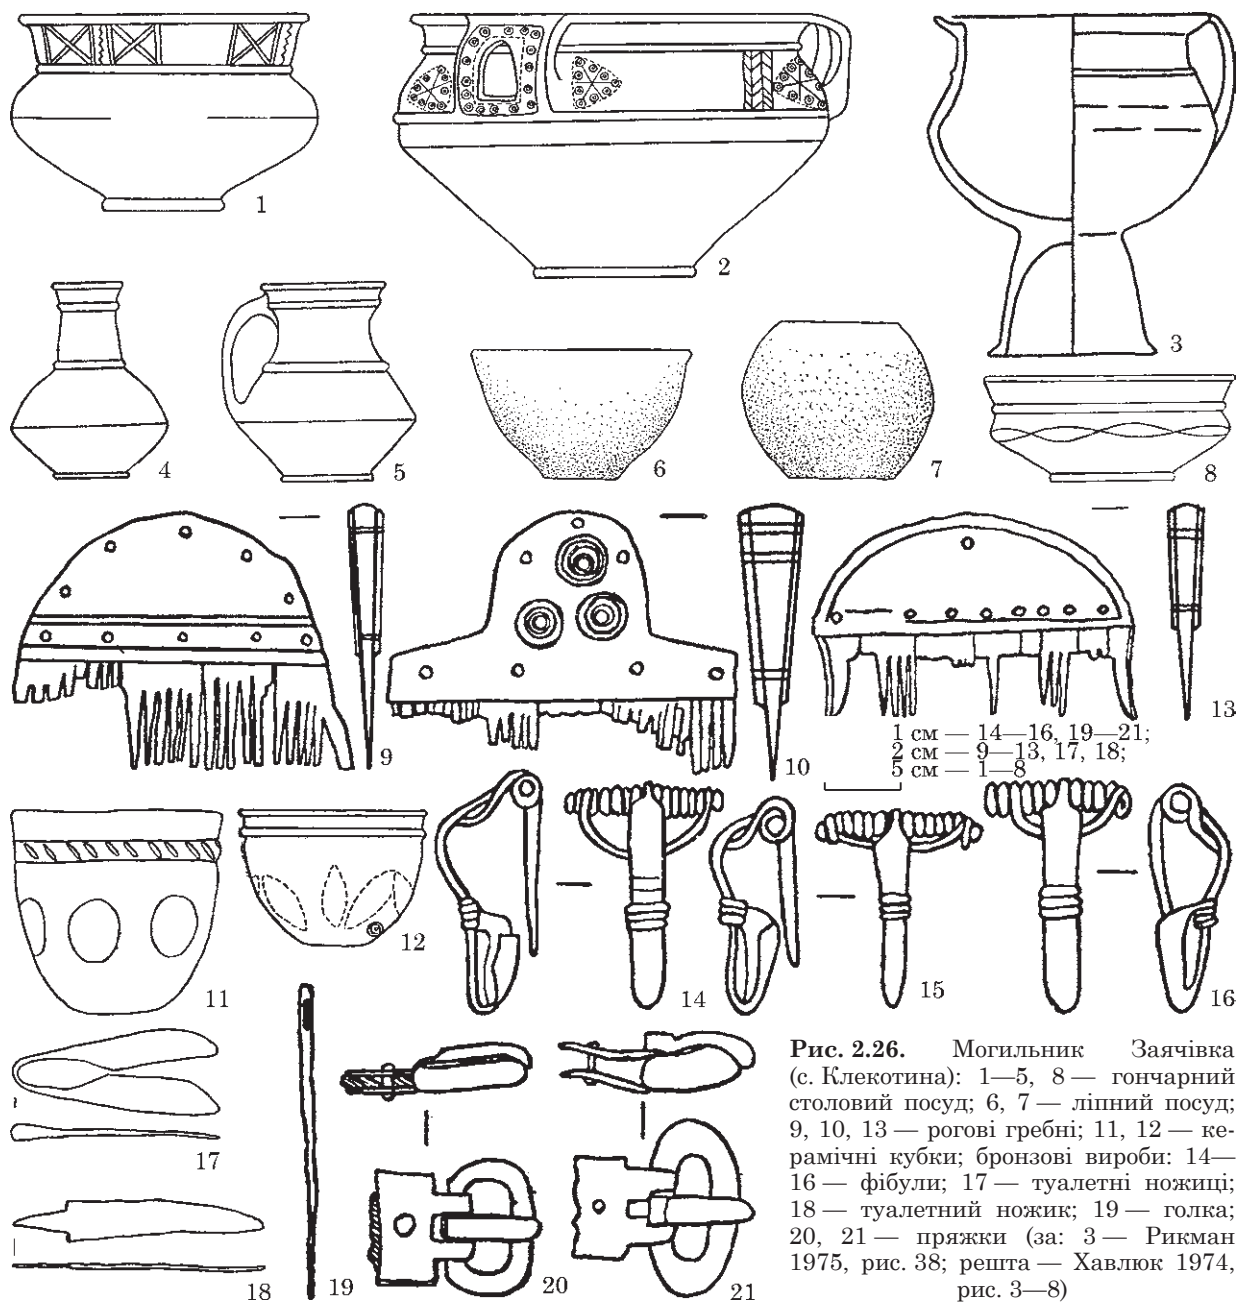 1
2
3
4
5
6
7
8
9
10
13
1 см — 14—16, 19—21;
2 см — 9—13, 17, 18;
5 см — 1—8
11
12
14
15
16
17
18
19
20
21
Рис. 2.26. Могильник Заячівка
(с. Клекотина): 1—5, 8 — гончарний
столовий посуд; 6, 7 — ліпний посуд;
9, 10, 13 — рогові гребні; 11, 12 — ке-
рамічні кубки; бронзові вироби: 14—
16 — фібули; 17 — туалетні ножиці;
18 — туалетний ножик; 19 — голка;
20, 21 — пряжки (за: 3 — Рикман
1975, рис. 38; решта — Хавлюк 1974,
рис. 3—8)